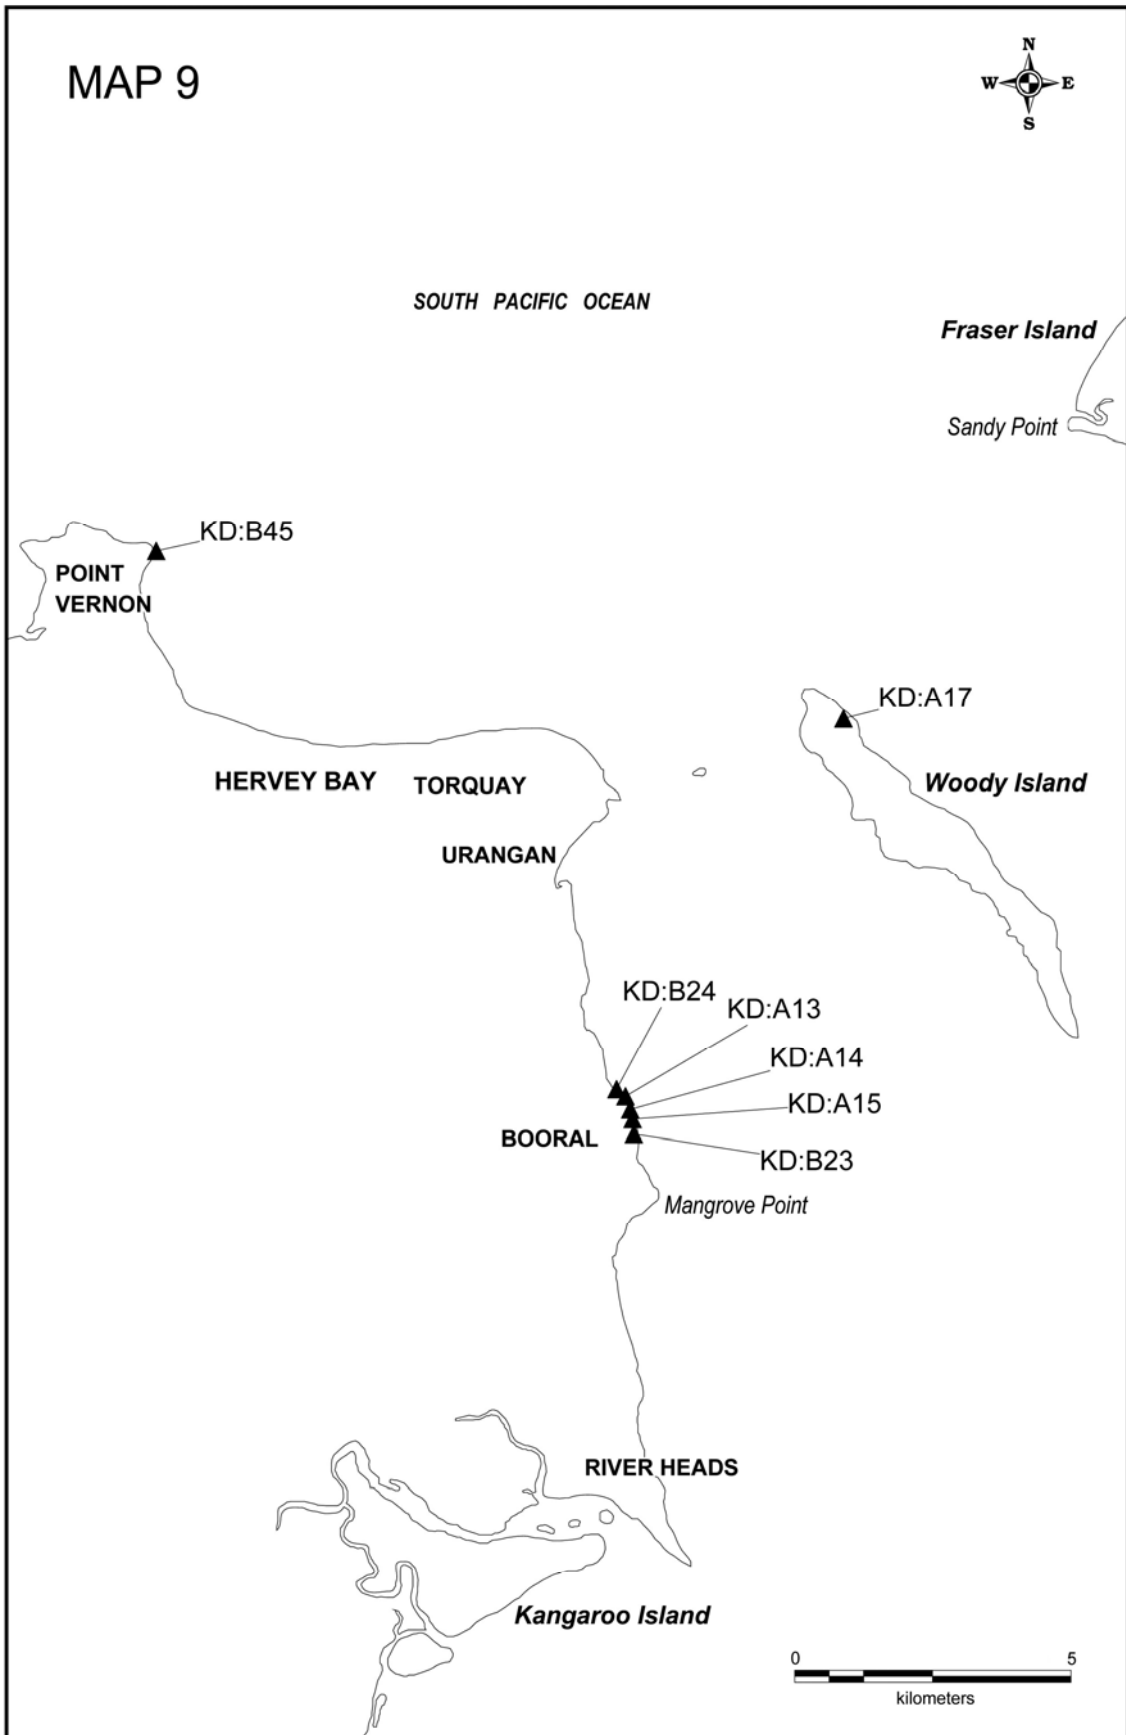 MAP 9
N
W E
S
SOUTH PACIFIC OCEAN
Fraser Island
Sandy Point
KD:B45
POINT
VERNON
KD:A17
HERVEY BAY
TORQUAY
Woody Island
URANGAN
KD:B24
KD:A13
KD:A14
KD:A15
BOORAL
KD:B23
Mangrove Point
RIVER HEADS
Kangaroo Island
0 5
kilometers